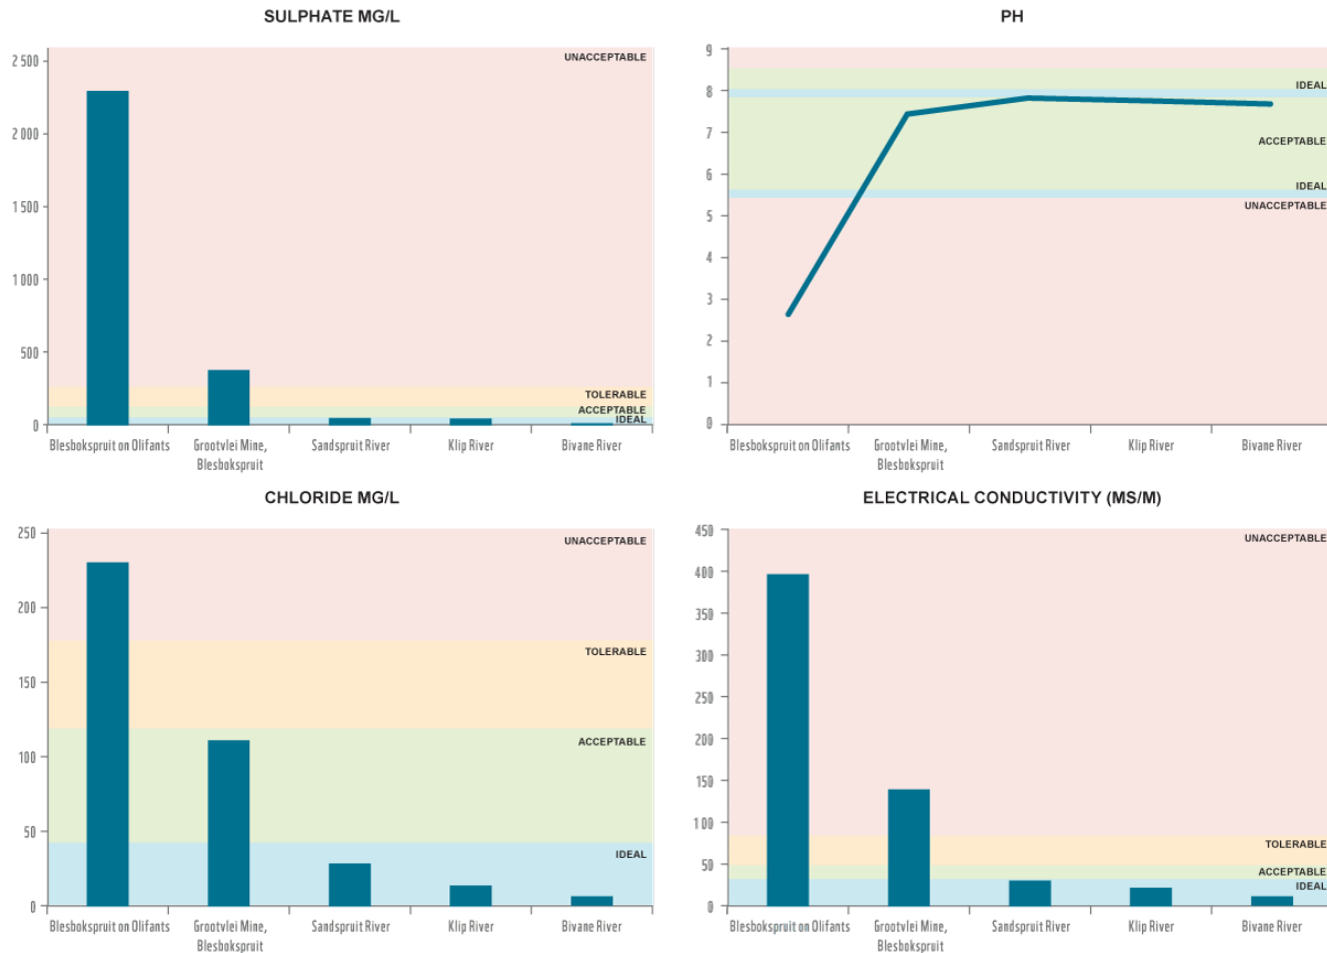 SULPHATE MG/L
2 500
2 000
1 500
1 000
500
0
UNACCEPTABLE
TOLERABLE
ACCEPTABLE
IDEAL
Blesbokspruit on Olifants
Grootvlei Mine,
Blesbokspruit
Sandspruit River
Klip River
Bivane River
PH
9
8
7
6
5
4
3
2
1
0
IDEAL
ACCEPTABLE
IDEAL
UNACCEPTABLE
Blesbokspruit on Olifants
Grootvlei Mine,
Blesbokspruit
Sandspruit River
Klip River
Bivane River
CHLORIDE MG/L
250
200
150
100
50
0
UNACCEPTABLE
TOLERABLE
ACCEPTABLE
IDEAL
Blesbokspruit on Olifants
Grootvlei Mine,
Blesbokspruit
Sandspruit River
Klip River
Bivane River
ELECTRICAL CONDUCTIVITY (MS/M)
450
400
350
300
250
200
150
100
50
0
UNACCEPTABLE
TOLERABLE
ACCEPTABLE
IDEAL
Blesbokspruit on Olifants
Grootvlei Mine,
Blesbokspruit
Sandspruit River
Klip River
Bivane River